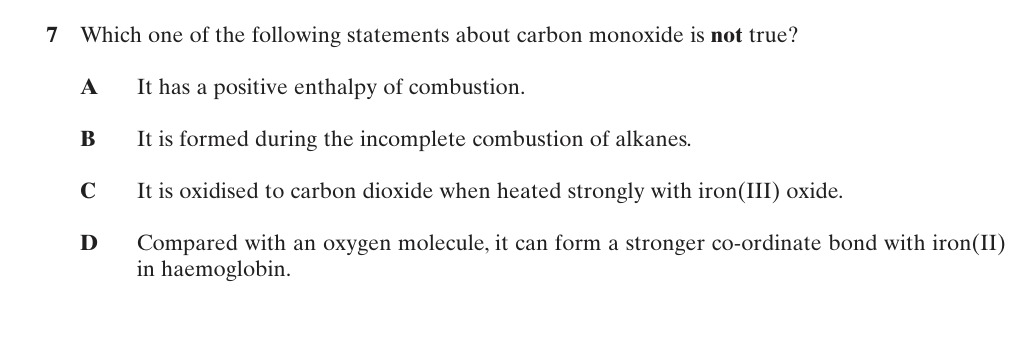 7 Which one of the following statements about carbon monoxide is not true?
A It has a positive enthalpy of combustion.
B It is formed during the incomplete combustion of alkanes.
C It is oxidised to carbon dioxide when heated strongly with iron(III) oxide.
D Compared with an oxygen molecule, it can form a stronger co-ordinate bond with iron(II)
in haemoglobin.